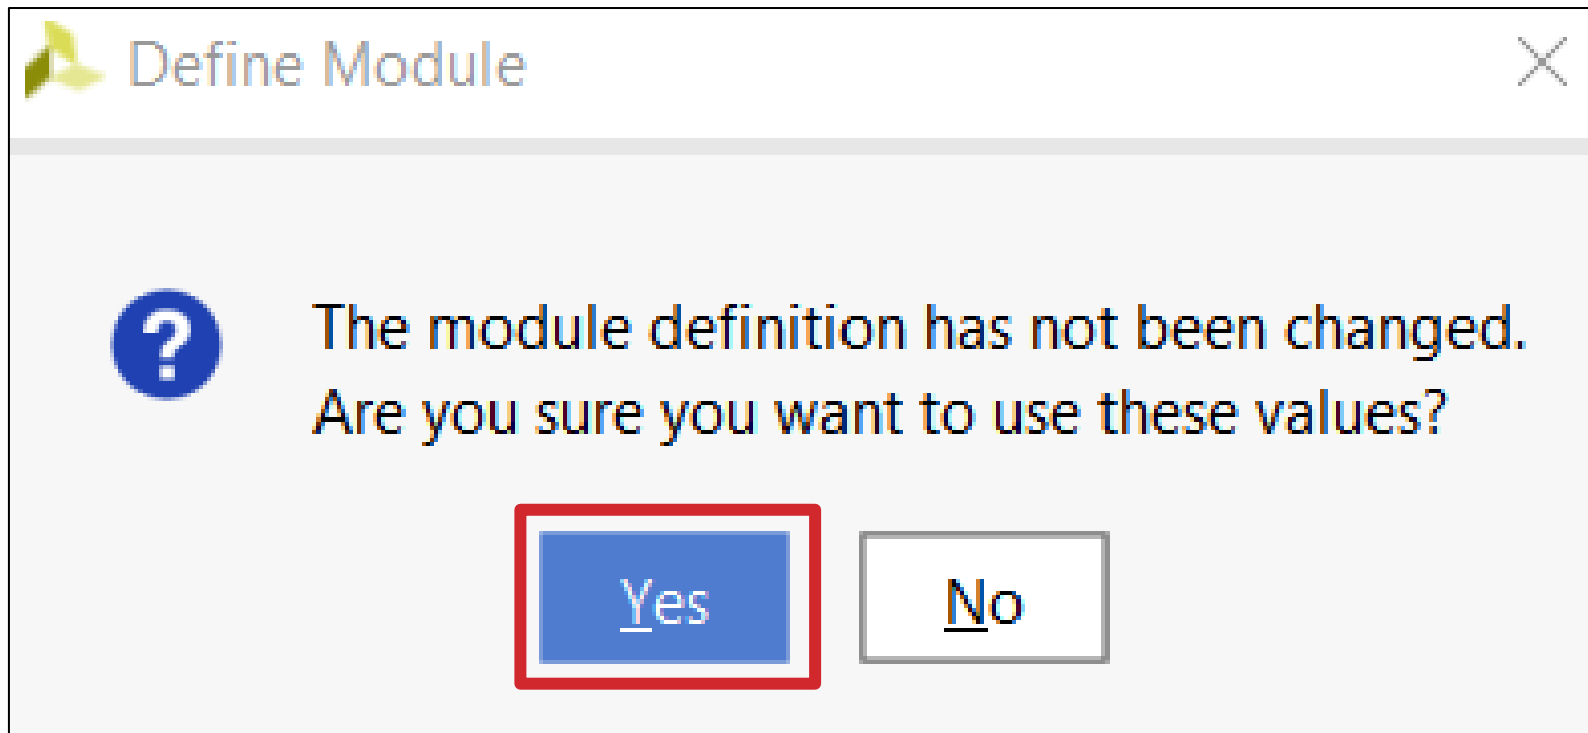 Define Module
The module definition has not been changed.
Are you sure you want to use these values?
Yes
No